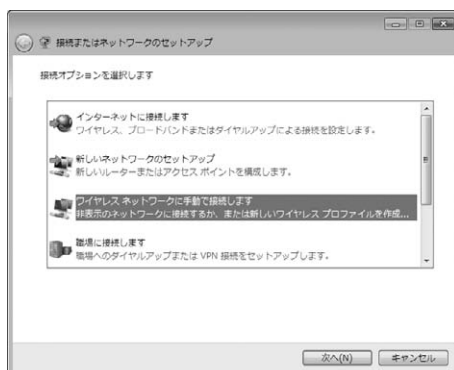 接続またはネットワークのセットアップ
接続オプションを選択します
インターネットに接続します
ワイヤレス、ブロードバンドまたはダイヤルアップによる接続を設定します。
新しいネットワークのセットアップ
新しいルーターまたはアクセス ポイントを構成します。
ワイヤレス ネットワークに手動で接続します
非表示のネットワークに接続するか、または新しいワイヤレス プロファイルを作成...
職場に接続します
職場へのダイヤルアップまたは VPN 接続をセットアップします。
次へ(N)
キャンセル